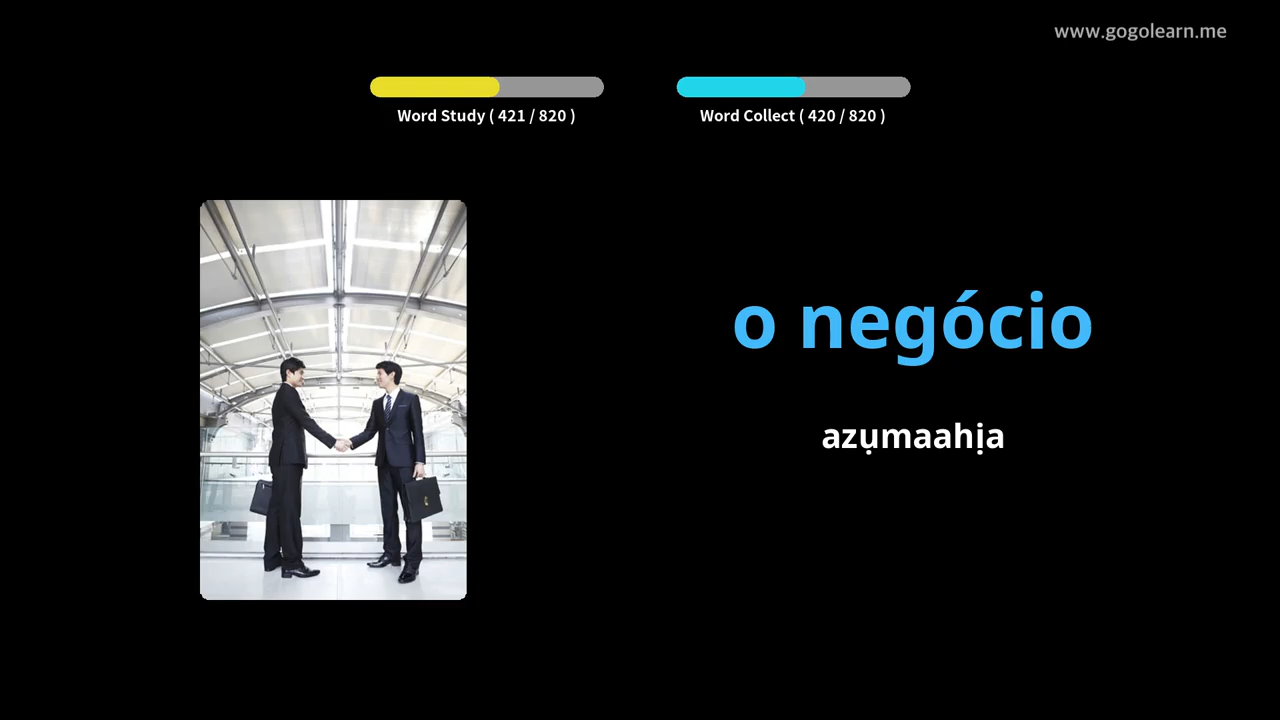 www.gogolearn.me
Word Study ( 421 / 820 )
Word Collect ( 420 / 820 )
o negócio
azụmaahịa